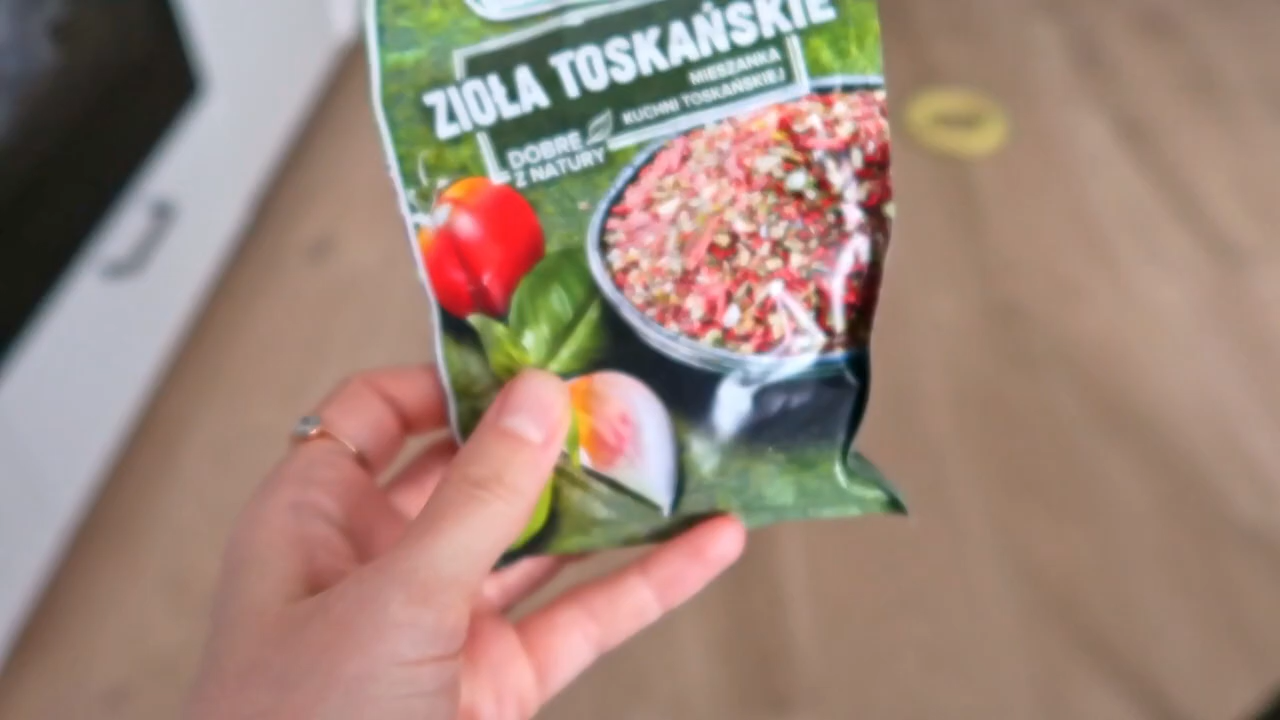 ZIOŁA TOSKAŃSKIE
MIESZANKA
KUCHNI TOSKAŃSKIEJ
DOBRE
Z NATURY